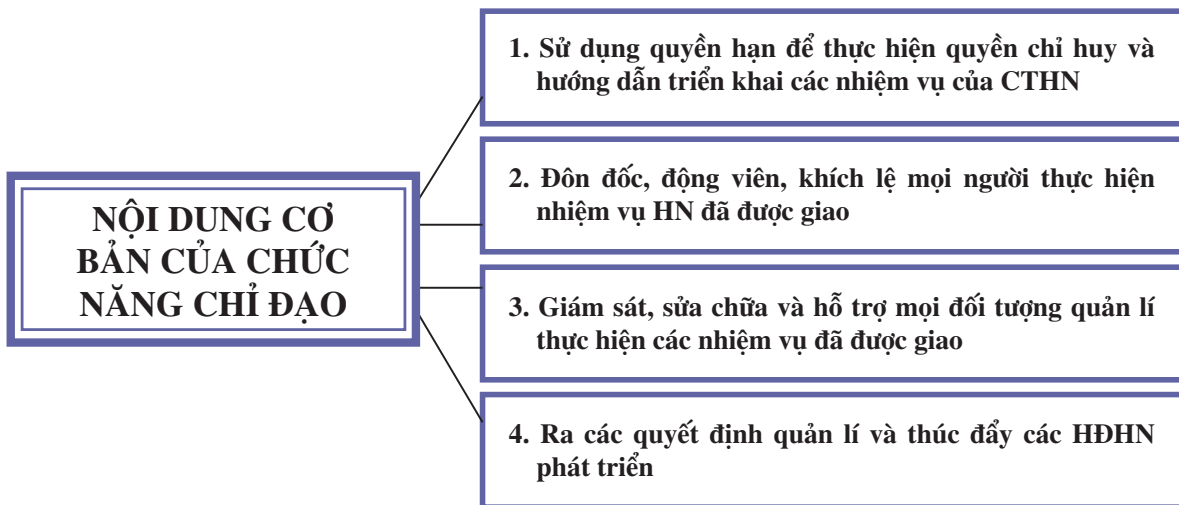 NỘI DUNG CƠ
BẢN CỦA CHỨC
NĂNG CHỈ ĐẠO
1. Sử dụng quyền hạn để thực hiện quyền chỉ huy và
hướng dẫn triển khai các nhiệm vụ của CTHN
2. Đôn đốc, động viên, khích lệ mọi người thực hiện
nhiệm vụ HN đã được giao
3. Giám sát, sửa chữa và hỗ trợ mọi đối tượng quản lí
thực hiện các nhiệm vụ đã được giao
4. Ra các quyết định quản lí và thúc đẩy các HĐHN
phát triển